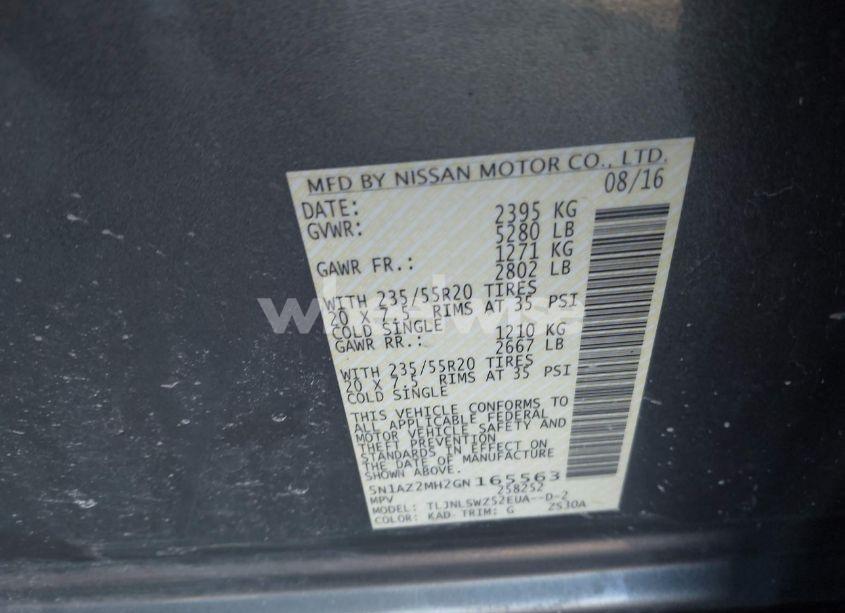 MFD BY NISSAN MOTOR CO., LTD.
DATE: 08/16
GVWR: 2395 KG
5280 LB
GAWR FR.: 1271 KG
2802 LB
WITH 235/55R20 TIRES
20 X 7.5 RIMS AT 35 PSI
COLD SINGLE
GAWR RR.: 1210 KG
2667 LB
WITH 235/55R20 TIRES
20 X 7.5 RIMS AT 35 PSI
COLD SINGLE
THIS VEHICLE CONFORMS TO
ALL APPLICABLE FEDERAL
MOTOR VEHICLE SAFETY AND
THEFT PREVENTION
STANDARDS IN EFFECT ON
THE DATE OF MANUFACTURE
SHOWN ABOVE.
5N1AZ2MH2GN165563
MPV 258252
MODEL: TLJNLSWZ52EUA--D-2
COLOR: KAD TRIM: G ZS30A
wheelwise